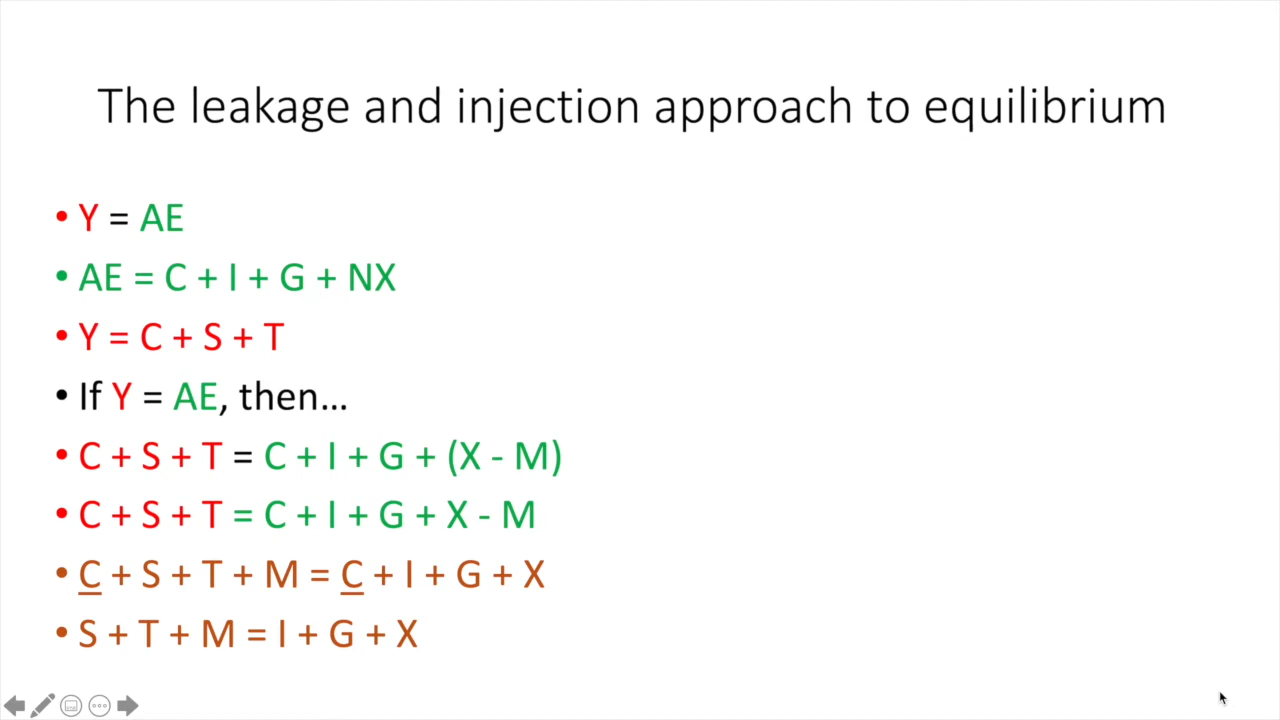 The leakage and injection approach to equilibrium
• Y = AE
• AE = C + I + G + NX
• Y = C + S + T
• If Y = AE, then…
• C + S + T = C + I + G + (X - M)
• C + S + T = C + I + G + X - M
• C + S + T + M = C + I + G + X
• S + T + M = I + G + X